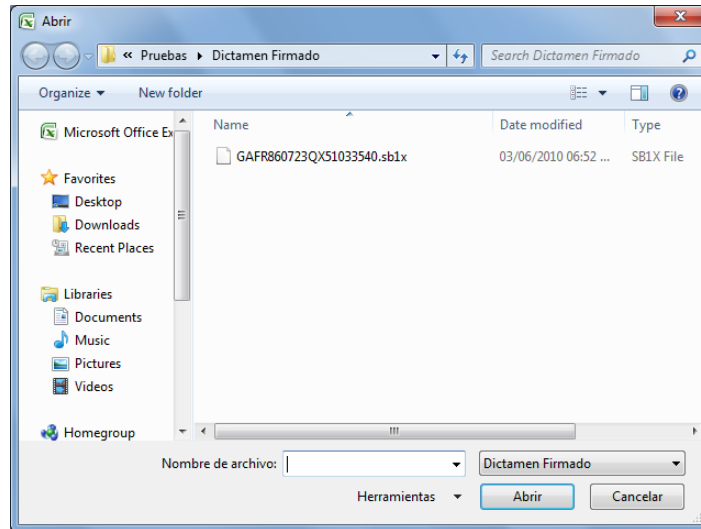 Abrir
« Pruebas ▸ Dictamen Firmado
Search Dictamen Firmado
Organize
New folder
Microsoft Office Ex
Name
Date modified
Type
GAFR860723QX51033540.sb1x
03/06/2010 06:52 ...
SB1X File
Favorites
Desktop
Downloads
Recent Places
Libraries
Documents
Music
Pictures
Videos
Homegroup
Nombre de archivo:
Dictamen Firmado
Herramientas
Abrir
Cancelar